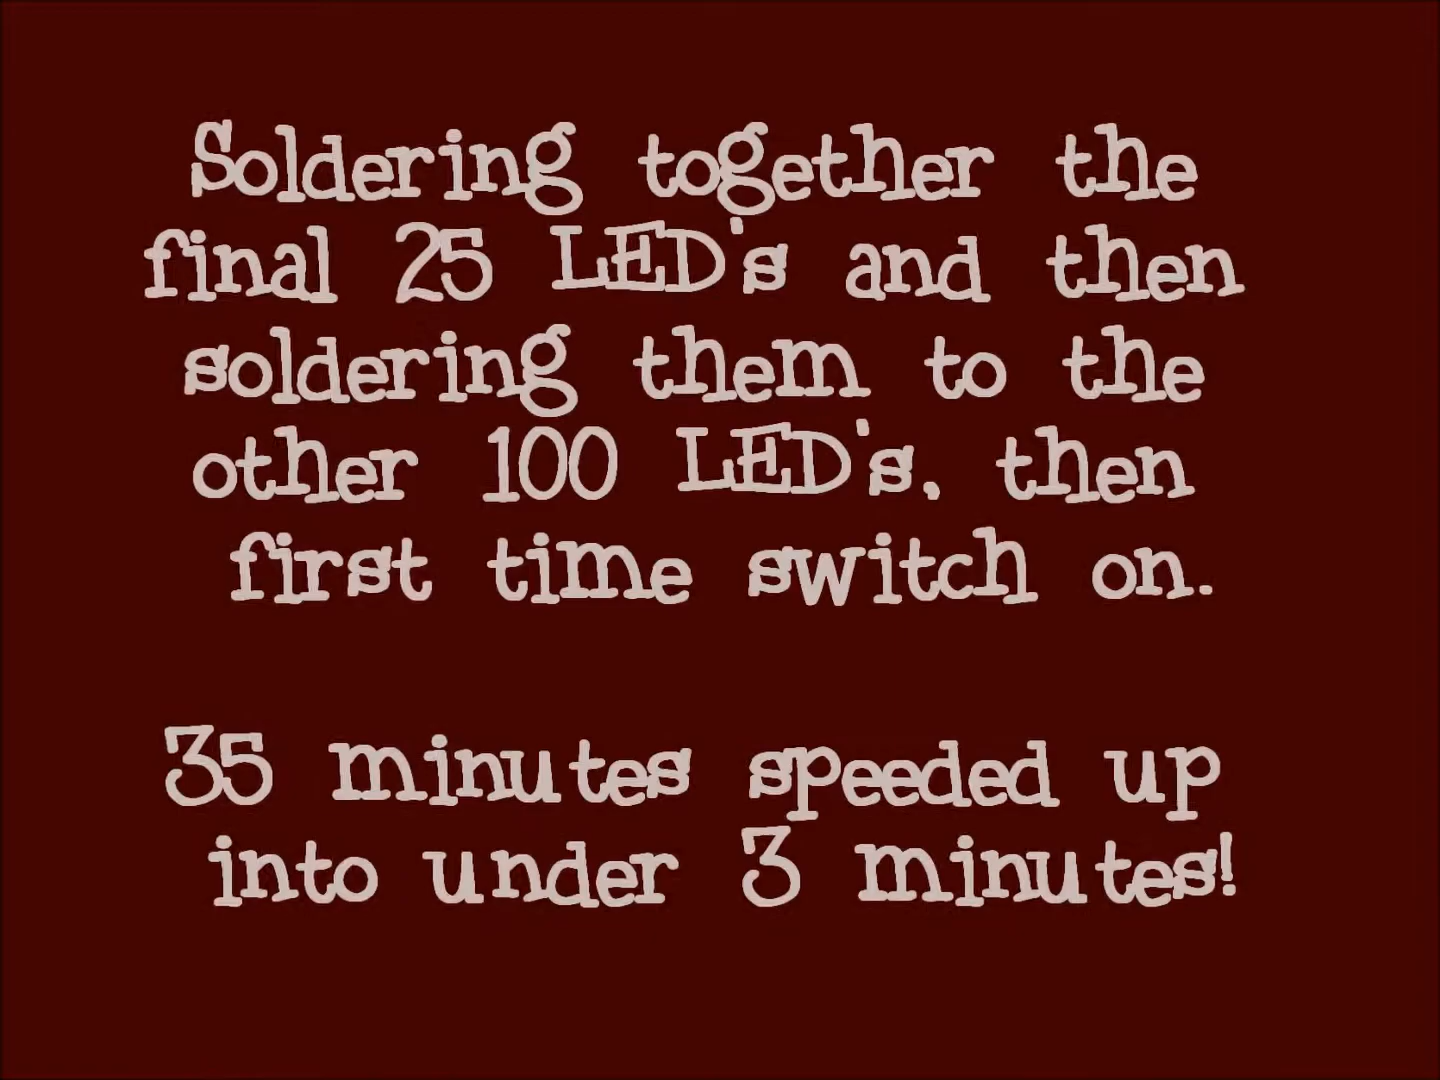 Soldering together the
final 25 LED's and then
soldering them to the
other 100 LED's, then
first time switch on.
35 minutes speeded up
into under 3 minutes!